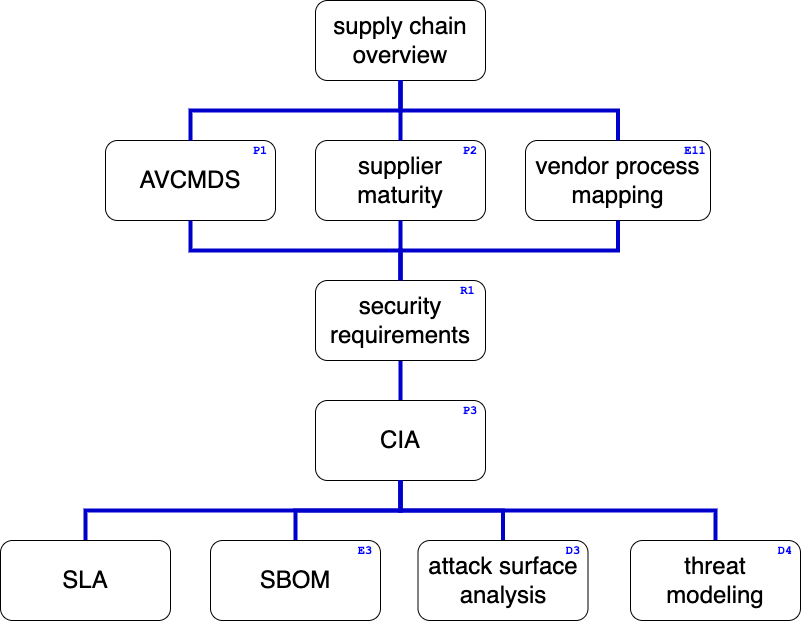 supply chain
overview
P1
AVCMDS
P2
supplier
maturity
E11
vendor process
mapping
R1
security
requirements
P3
CIA
SLA
E3
SBOM
D3
attack surface
analysis
D4
threat
modeling